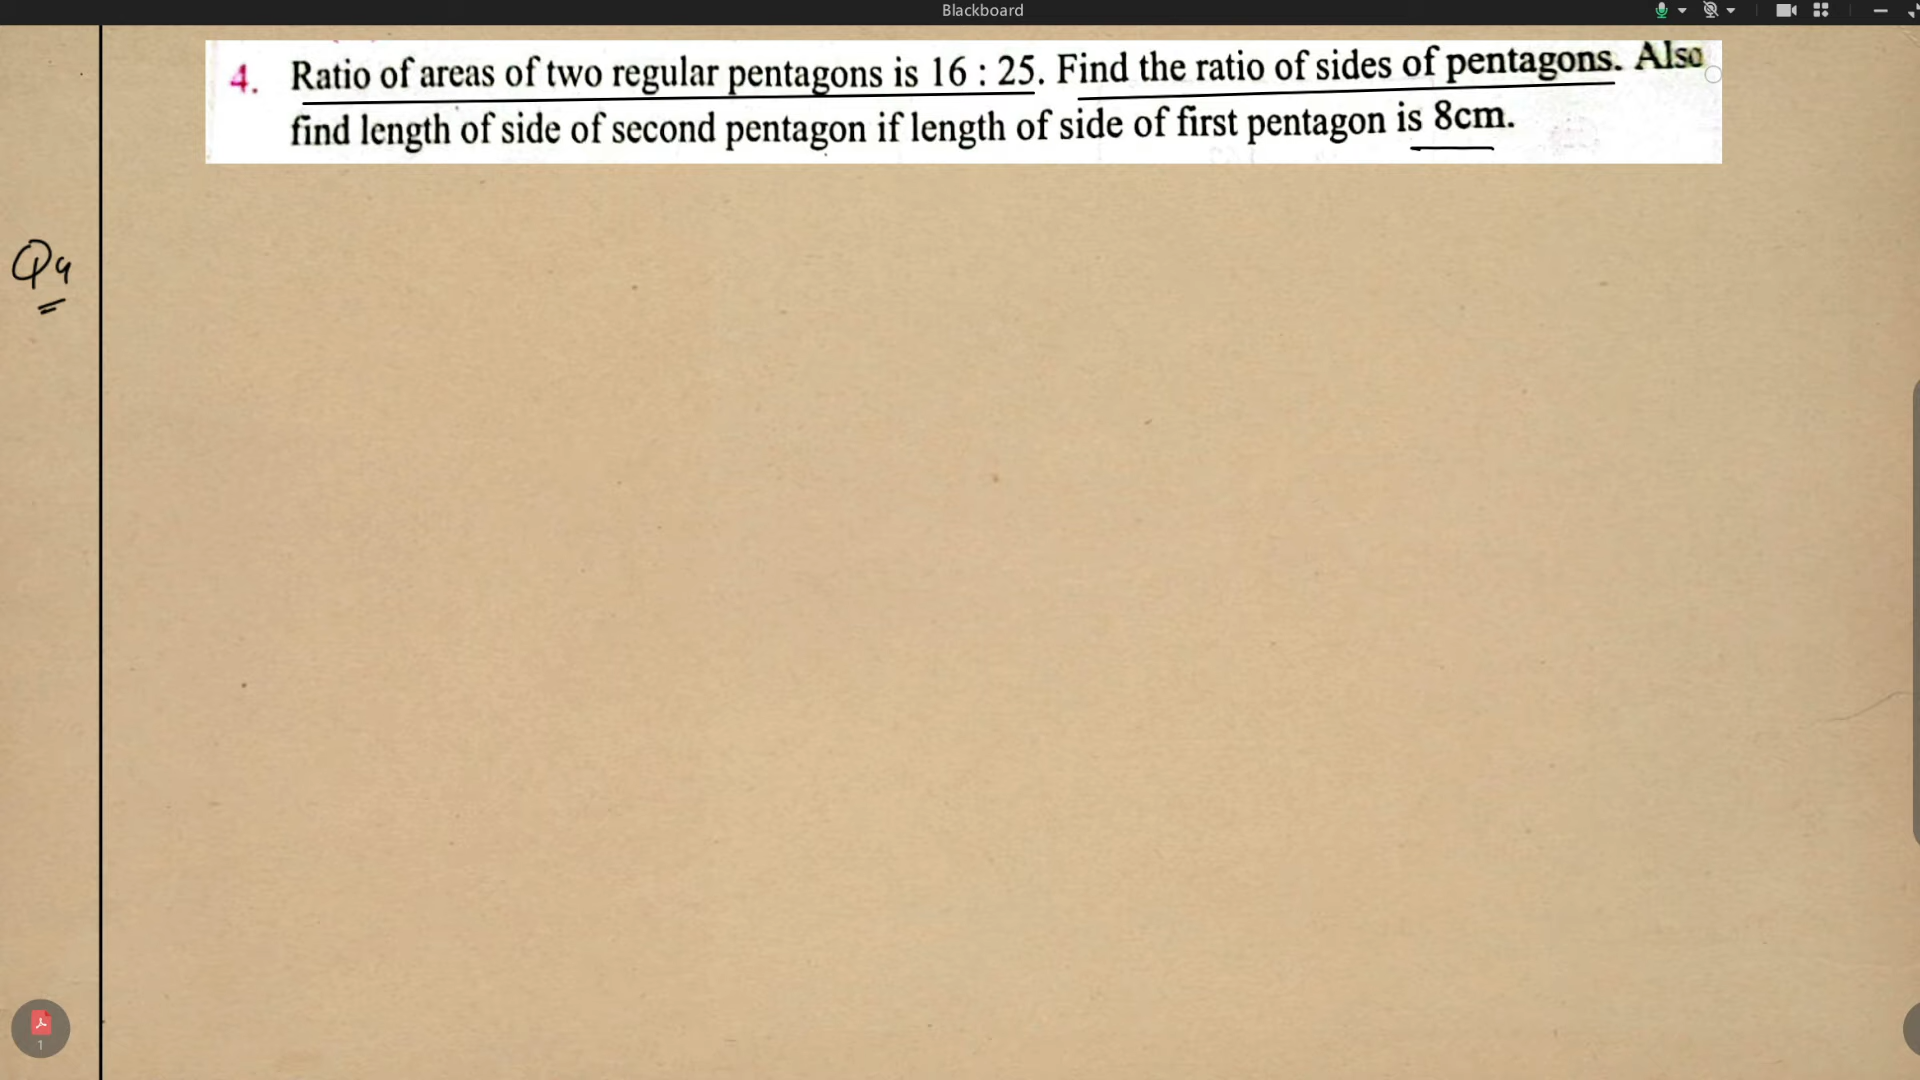 Blackboard
4. Ratio of areas of two regular pentagons is 16 : 25. Find the ratio of sides of pentagons. Also
find length of side of second pentagon if length of side of first pentagon is 8cm.
Q4
1